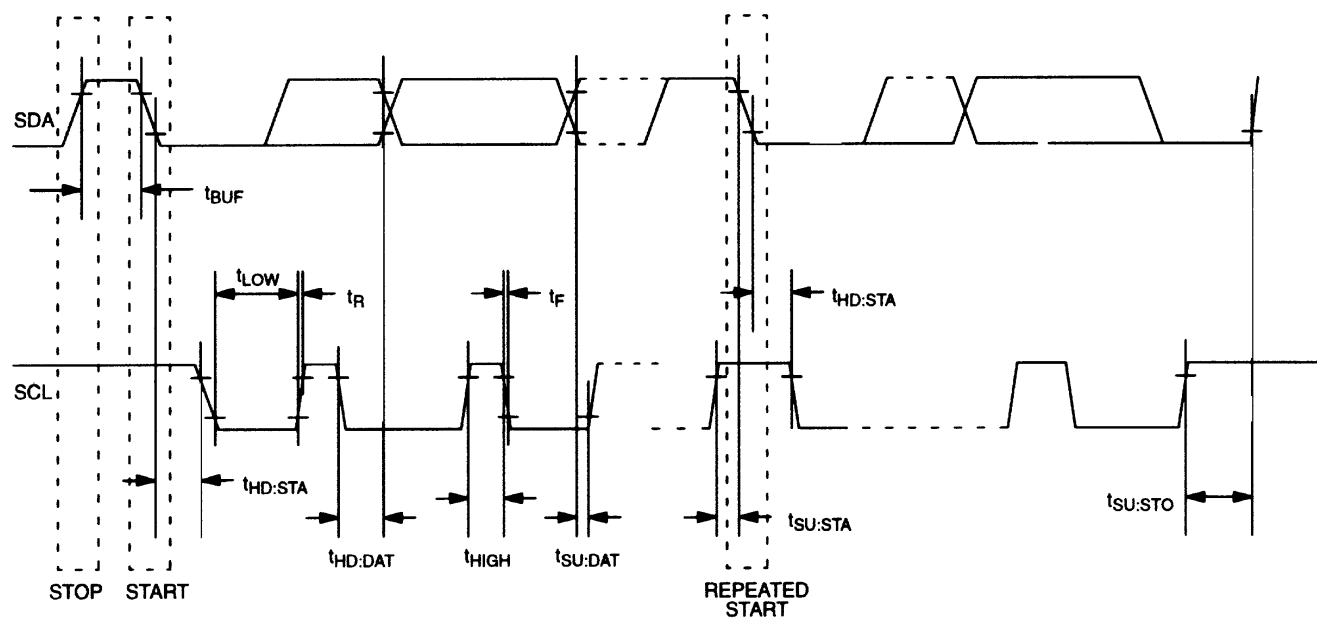 SDA
tBUF
tLOW
tR
tF
tHD:STA
SCL
tHD:STA
tHD:DAT
tHIGH
tSU:DAT
tSU:STA
tSU:STO
STOP
START
REPEATED
START